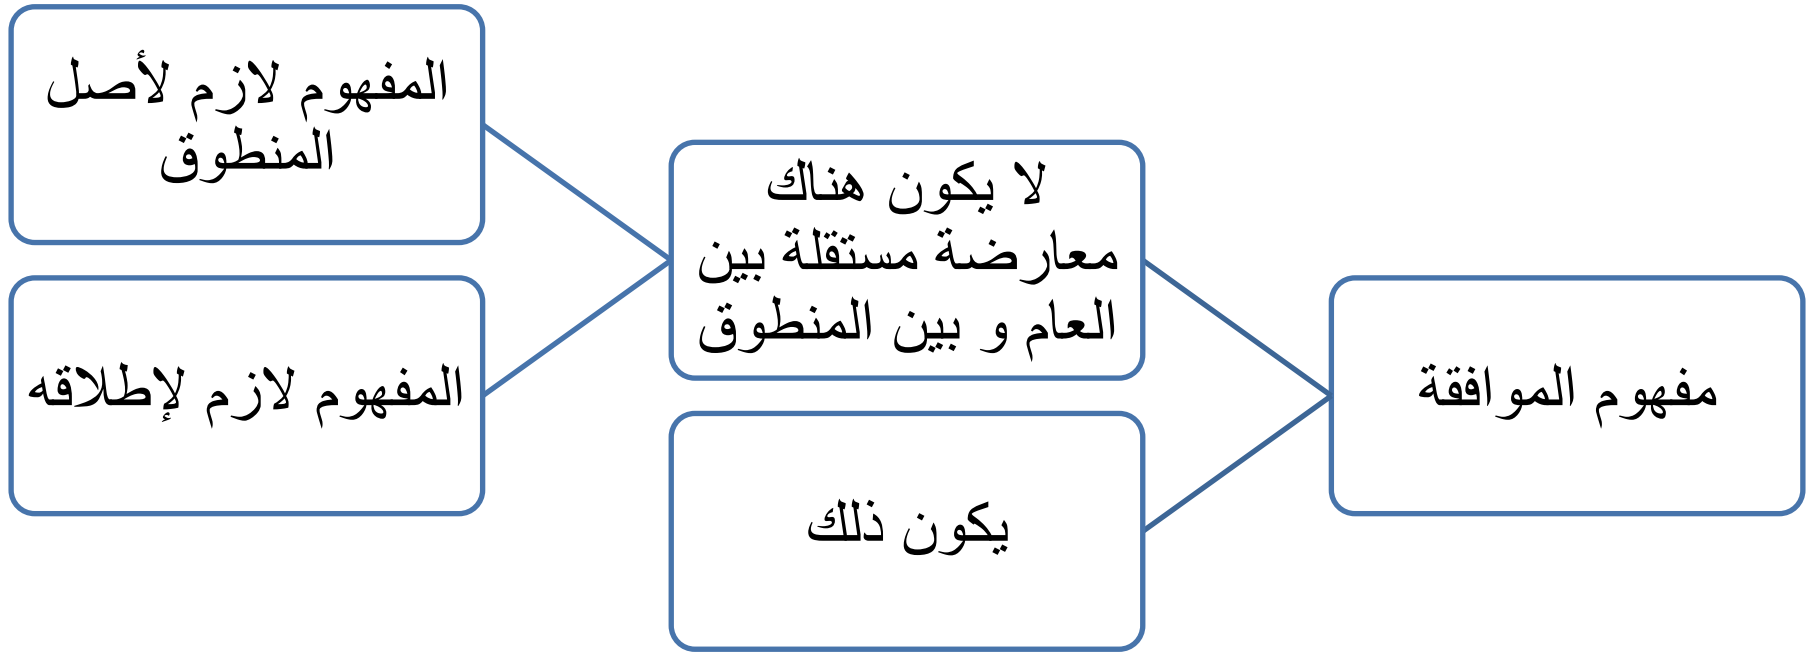 مفهوم الموافقة
لا يكون هناك
معارضة مستقلة بين
العام و بين المنطوق
المفهوم لازم لأصل
المنطوق
المفهوم لازم لإطلاقه
يكون ذلك